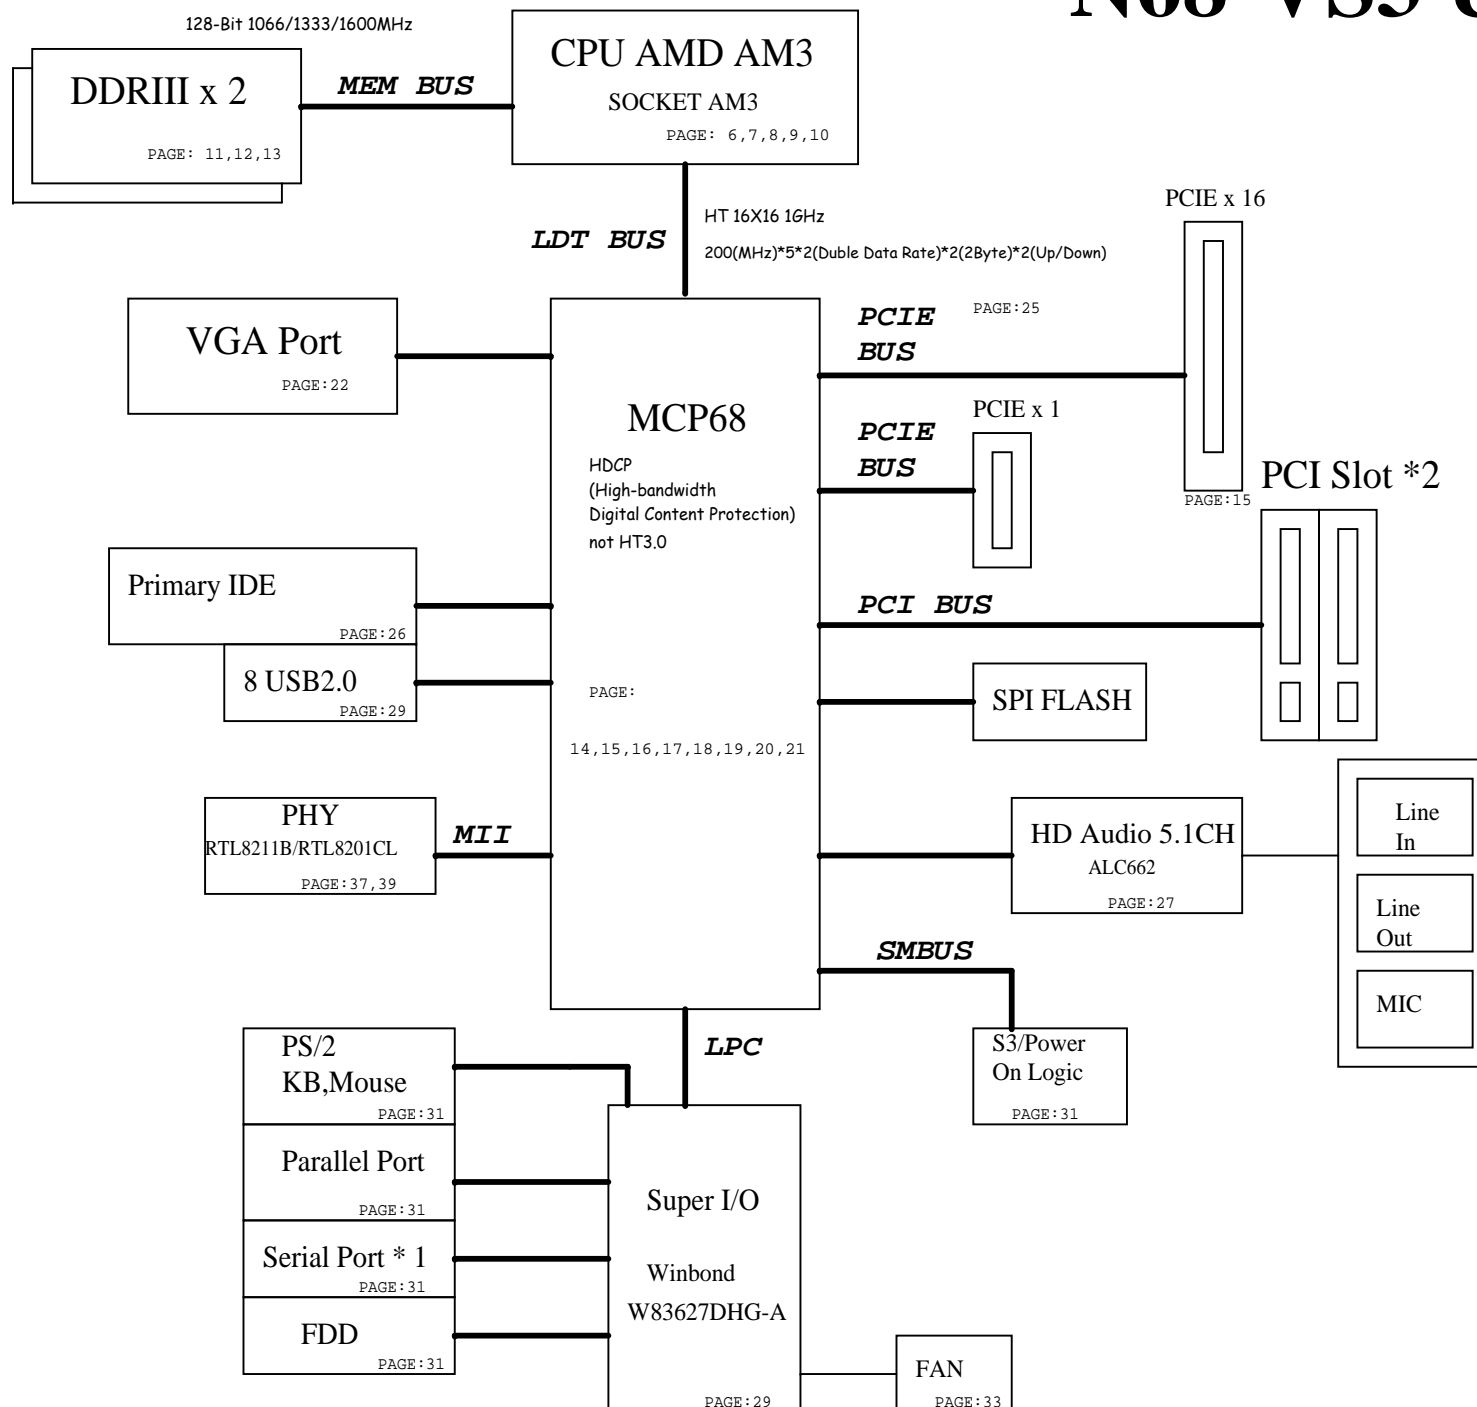 N68-VS3
128-Bit 1066/1333/1600MHz
DDRIII x 2
PAGE: 11,12,13
MEM BUS
CPU AMD AM3
SOCKET AM3
PAGE: 6,7,8,9,10
LDT BUS
HT 16X16 1GHz
200(MHz)*5*2(Duble Data Rate)*2(2Byte)*2(Up/Down)
PCIE x 16
PAGE:15
VGA Port
PAGE:22
PCIE
BUS
PAGE:25
MCP68
HDCP
(High-bandwidth
Digital Content Protection)
not HT3.0
PAGE:
14,15,16,17,18,19,20,21
PCIE
BUS
PCIE x 1
PCI Slot *2
PCI BUS
Primary IDE
PAGE:26
8 USB2.0
PAGE:29
SPI FLASH
PHY
RTL8211B/RTL8201CL
PAGE:37,39
MII
HD Audio 5.1CH
ALC662
PAGE:27
Line
In
Line
Out
MIC
SMBUS
S3/Power
On Logic
PAGE:31
LPC
PS/2
KB,Mouse
PAGE:31
Parallel Port
PAGE:31
Serial Port * 1
PAGE:31
FDD
PAGE:31
Super I/O
Winbond
W83627DHG-A
PAGE:29
FAN
PAGE:33